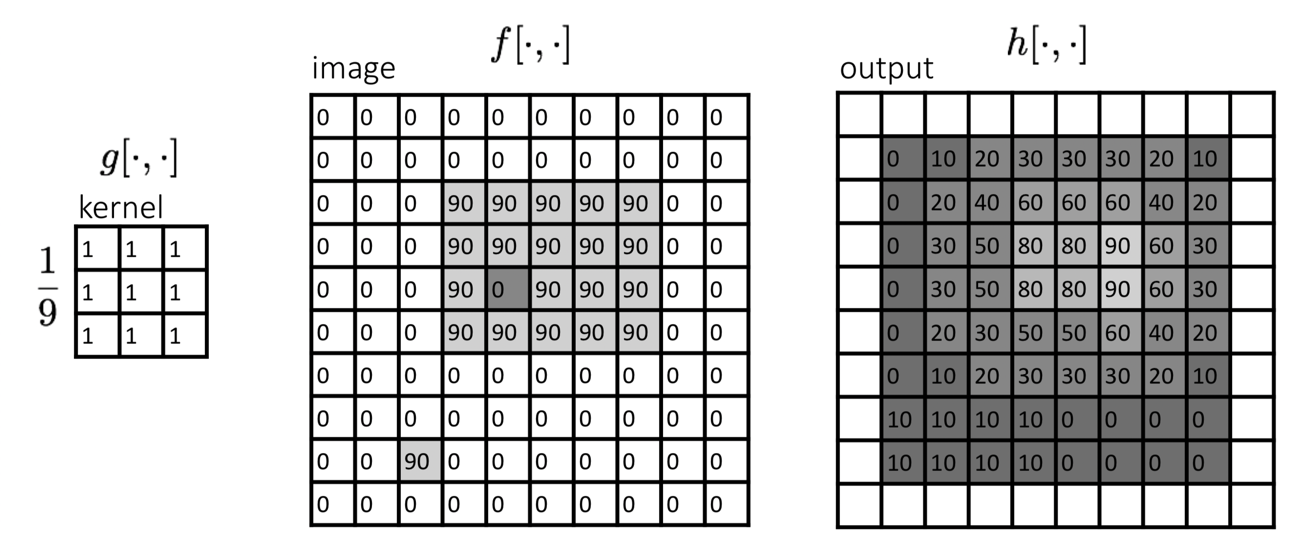 g[·,·]
kernel
1/9
1 1 1
1 1 1
1 1 1
f[·,·]
image
0 0 0 0 0 0 0 0 0 0
0 0 0 0 0 0 0 0 0 0
0 0 0 90 90 90 90 90 0 0
0 0 0 90 90 90 90 90 0 0
0 0 0 90 0 90 90 90 0 0
0 0 0 90 90 90 90 90 0 0
0 0 0 0 0 0 0 0 0 0
0 0 0 0 0 0 0 0 0 0
0 0 90 0 0 0 0 0 0 0
0 0 0 0 0 0 0 0 0 0
h[·,·]
output
0 10 20 30 30 30 20 10
0 20 40 60 60 60 40 20
0 30 50 80 80 90 60 30
0 30 50 80 80 90 60 30
0 20 30 50 50 60 40 20
0 10 20 30 30 30 20 10
10 10 10 10 0 0 0 0
10 10 10 10 0 0 0 0